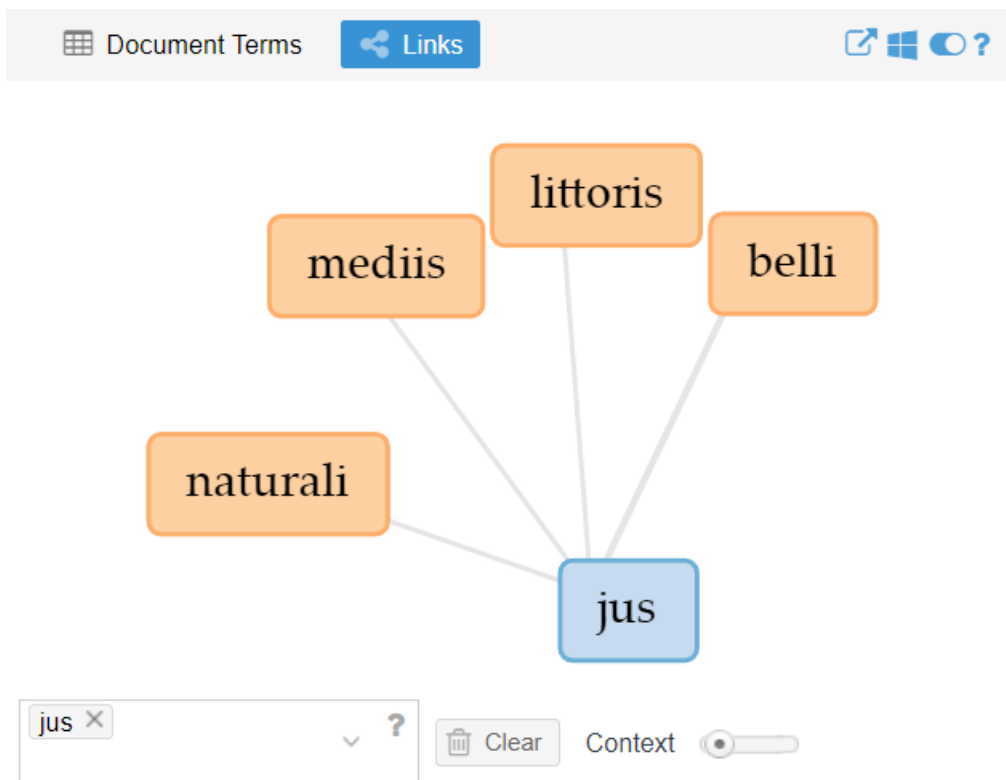 Document Terms Links ?
littoris
mediis
belli
naturali
jus
jus ?
Clear Context